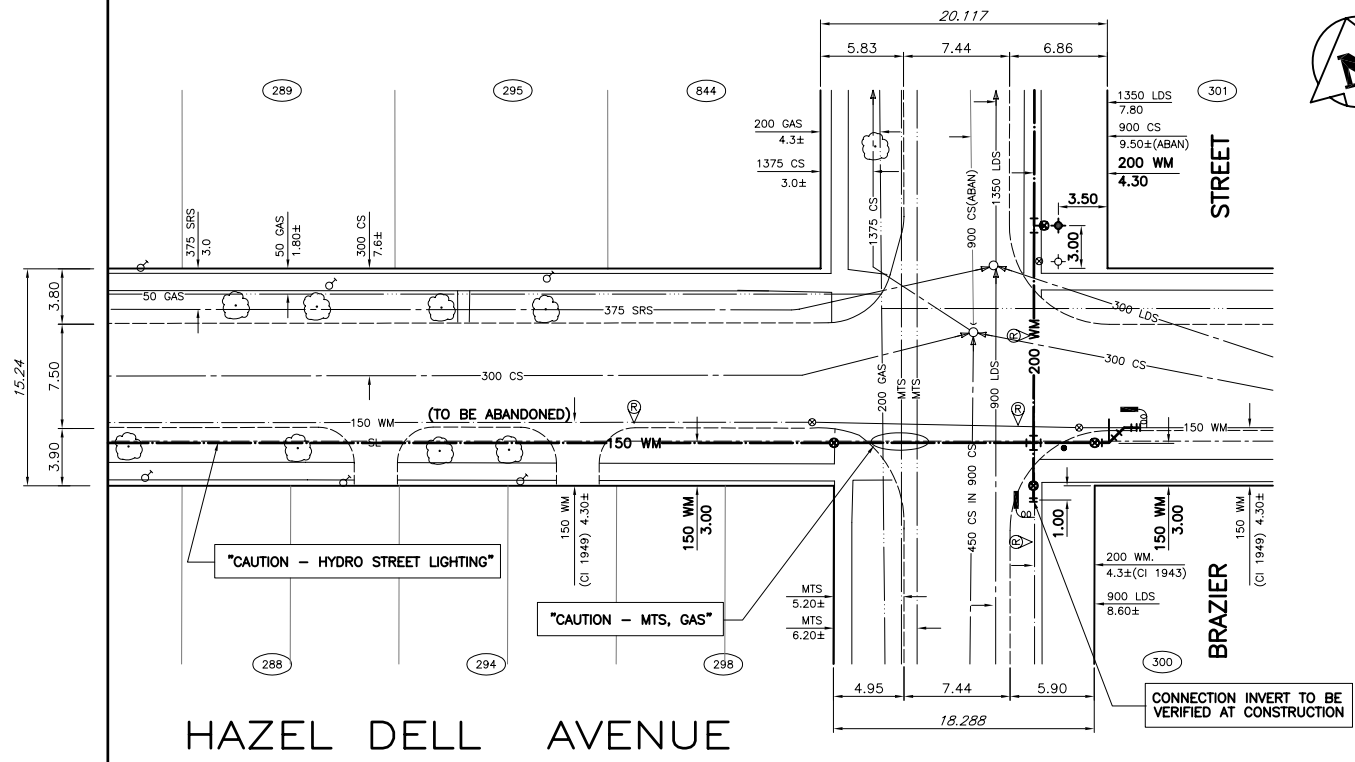 20.117
5.83
7.44
6.86
289
295
844
301
200 GAS
4.3±
1375 CS
3.0±
1350 LDS
7.80
900 CS
9.50±(ABAN)
200 WM
4.30
STREET
3.50
3.00
375 SRS
3.0
50 GAS
1.80±
300 CS
7.6±
1375 CS
900 CS(ABAN)
1350 LDS
15.24
3.80
7.50
3.90
50 GAS
375 SRS
300 LDS
R
200 WM
300 CS
300 CS
200 GAS
MTS
MTS
900 LDS
150 WM
(TO BE ABANDONED)
R
R
150 WM
SL
150 WM
450 CS IN 900 CS
R
1.00
150 WM
(CI 1949) 4.30±
150 WM
3.00
150 WM
3.00
150 WM
(CI 1949) 4.30±
"CAUTION – HYDRO STREET LIGHTING"
"CAUTION – MTS, GAS"
MTS
5.20±
MTS
6.20±
200 WM.
4.3±(CI 1943)
900 LDS
8.60±
BRAZIER
288
294
298
300
4.95
7.44
5.90
18.288
CONNECTION INVERT TO BE
VERIFIED AT CONSTRUCTION
HAZEL DELL AVENUE